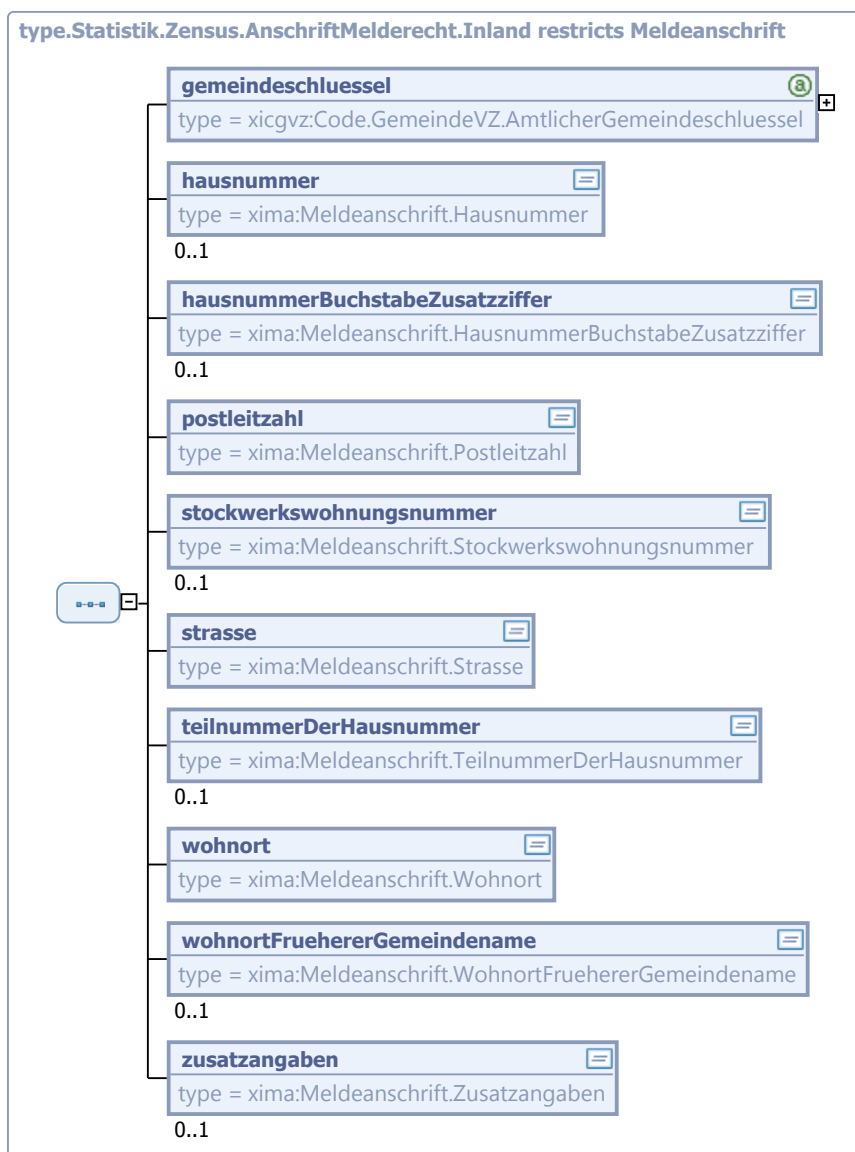 type.Statistik.Zensus.AnschriftMelderecht.Inland restricts Meldeanschrift
gemeindeschluessel
type = xicgvz:Code.GemeindeVZ.AmtlicherGemeindeschluessel
hausnummer
type = xima:Meldeanschrift.Hausnummer
0..1
hausnummerBuchstabeZusatzziffer
type = xima:Meldeanschrift.HausnummerBuchstabeZusatzziffer
0..1
postleitzahl
type = xima:Meldeanschrift.Postleitzahl
stockwerkswohnungsnummer
type = xima:Meldeanschrift.Stockwerkswohnungsnummer
0..1
strasse
type = xima:Meldeanschrift.Strasse
teilnummerDerHausnummer
type = xima:Meldeanschrift.TeilnummerDerHausnummer
0..1
wohnort
type = xima:Meldeanschrift.Wohnort
wohnortFruehererGemeindename
type = xima:Meldeanschrift.WohnortFruehererGemeindename
0..1
zusatzangaben
type = xima:Meldeanschrift.Zusatzangaben
0..1